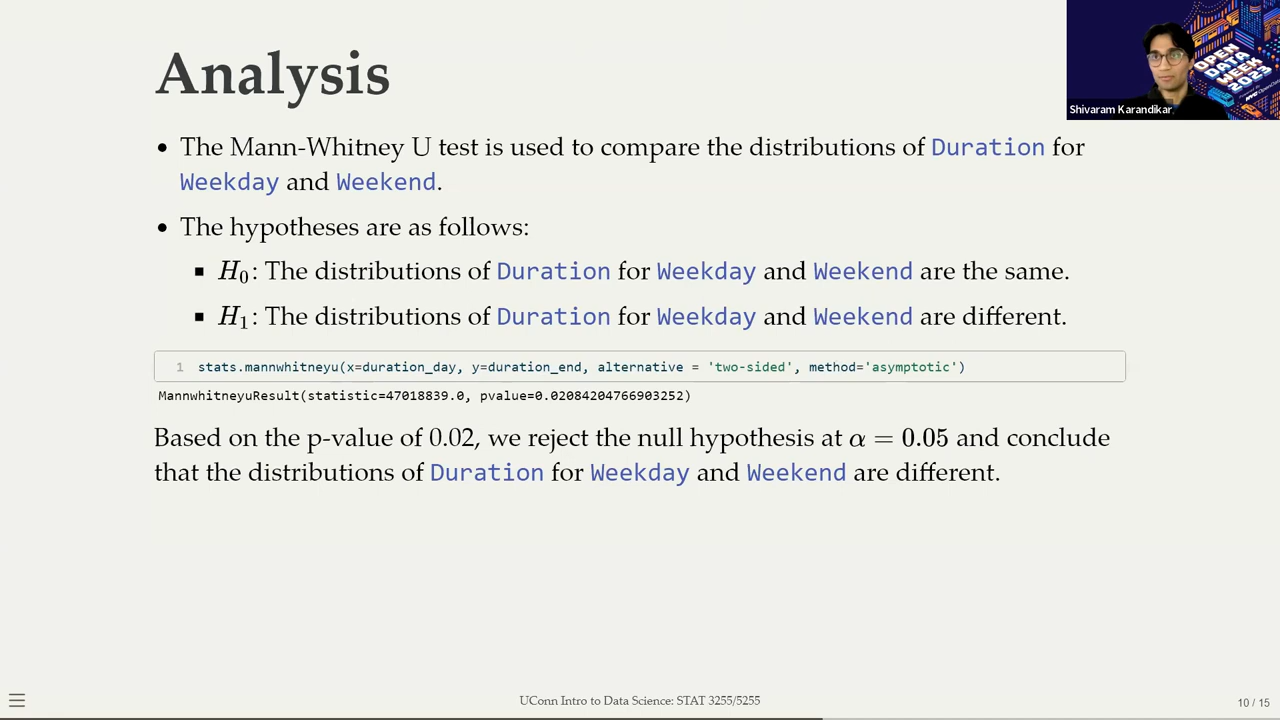 Analysis
OPEN
DATA
WEEK
2023
Shivaram Karandikar
• The Mann-Whitney U test is used to compare the distributions of Duration for
Weekday and Weekend.
• The hypotheses are as follows:
▪ H₀: The distributions of Duration for Weekday and Weekend are the same.
▪ H₁: The distributions of Duration for Weekday and Weekend are different.
1 stats.mannwhitneyu(x=duration_day, y=duration_end, alternative = 'two-sided', method='asymptotic')
MannwhitneyuResult(statistic=47018839.0, pvalue=0.02084204766903252)
Based on the p-value of 0.02, we reject the null hypothesis at α = 0.05 and conclude
that the distributions of Duration for Weekday and Weekend are different.
UConn Intro to Data Science: STAT 3255/5255
10 / 15